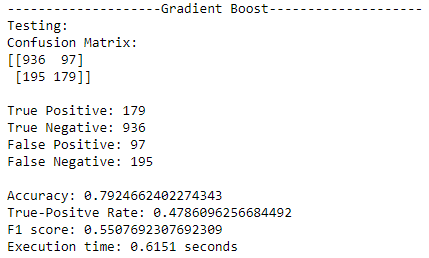 --------------------Gradient Boost--------------------
Testing:
Confusion Matrix:
[[936  97]
 [195 179]]
True Positive: 179
True Negative: 936
False Positive: 97
False Negative: 195
Accuracy: 0.7924662402274343
True-Positve Rate: 0.4786096256684492
F1 score: 0.5507692307692309
Execution time: 0.6151 seconds